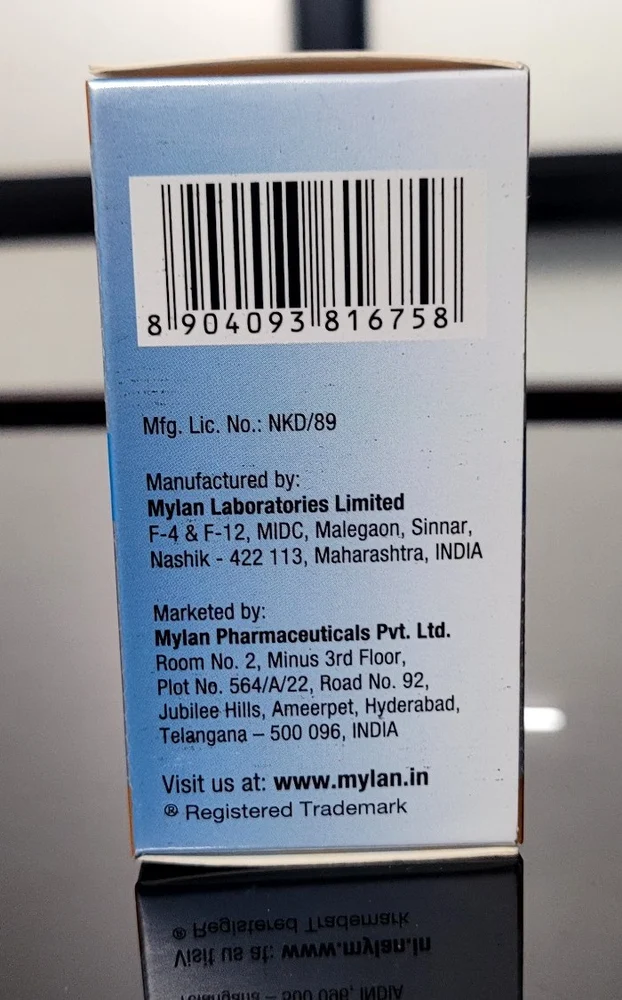 8 904093 816758
Mfg. Lic. No.: NKD/89
Manufactured by:
Mylan Laboratories Limited
F-4 & F-12, MIDC, Malegaon, Sinnar,
Nashik - 422 113, Maharashtra, INDIA
Marketed by:
Mylan Pharmaceuticals Pvt. Ltd.
Room No. 2, Minus 3rd Floor,
Plot No. 564/A/22, Road No. 92,
Jubilee Hills, Ameerpet, Hyderabad,
Telangana – 500 096, INDIA
Visit us at: www.mylan.in
® Registered Trademark